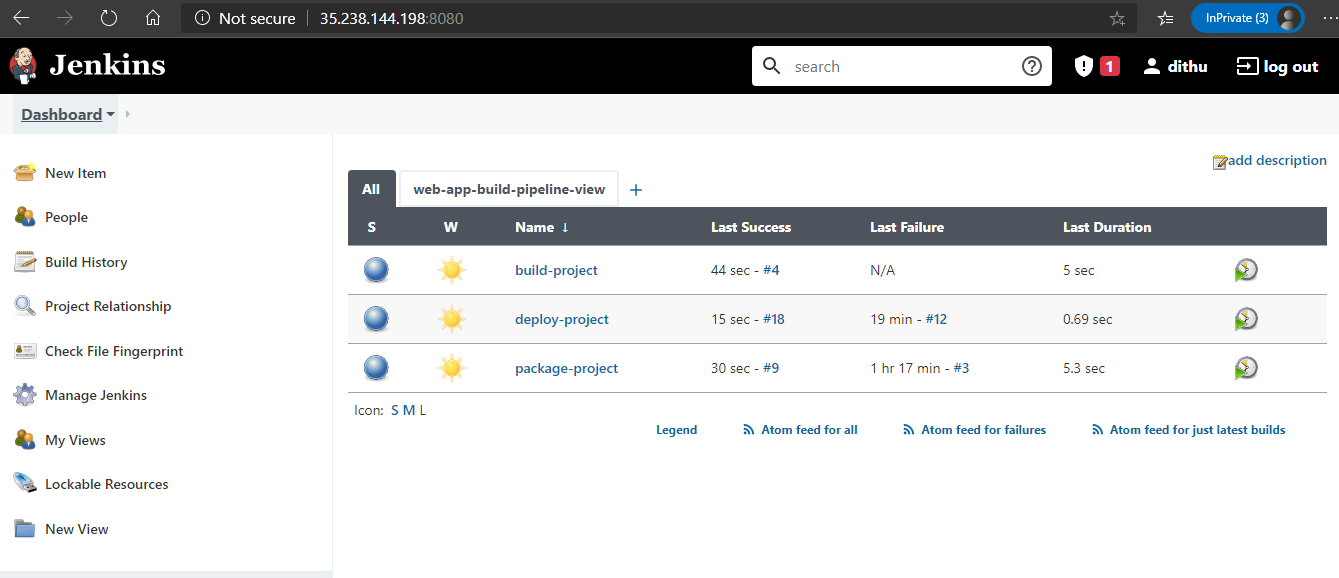 Not secure | 35.238.144.198:8080
InPrivate (3)
Jenkins
search
1
dithu
log out
Dashboard
New Item
People
Build History
Project Relationship
Check File Fingerprint
Manage Jenkins
My Views
Lockable Resources
New View
add description
All
web-app-build-pipeline-view
+
S W Name ↓ Last Success Last Failure Last Duration
build-project 44 sec - #4 N/A 5 sec
deploy-project 15 sec - #18 19 min - #12 0.69 sec
package-project 30 sec - #9 1 hr 17 min - #3 5.3 sec
Icon: S M L
Legend Atom feed for all Atom feed for failures Atom feed for just latest builds